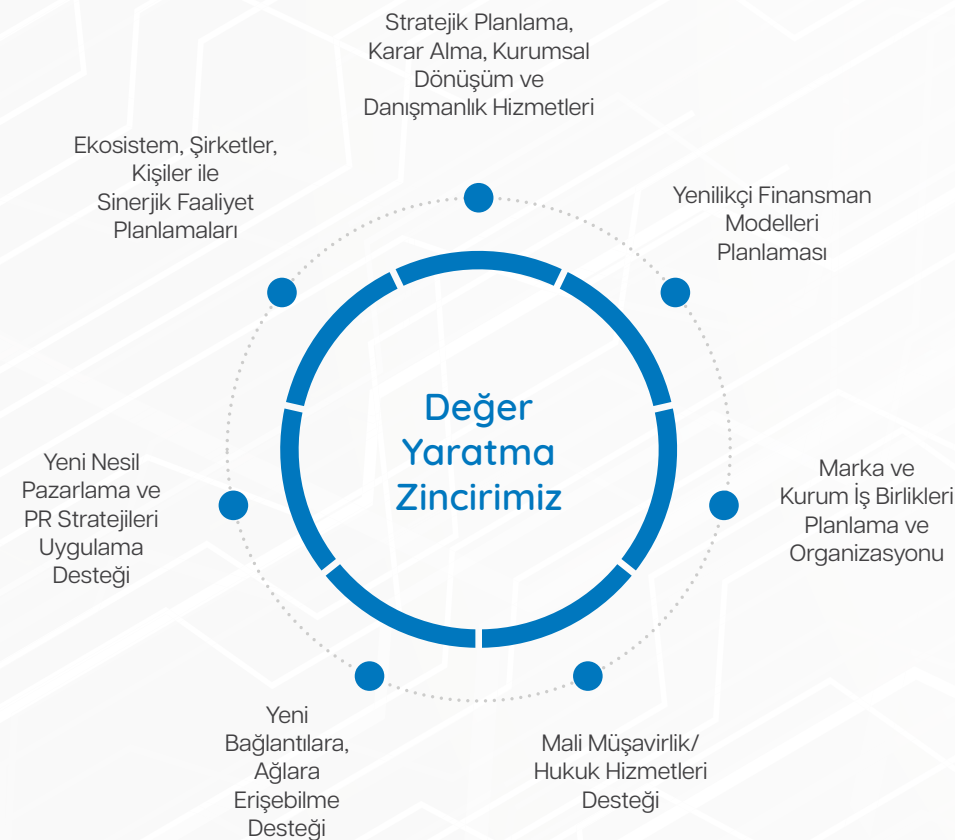 Stratejik Planlama,
Karar Alma, Kurumsal
Dönüşüm ve
Danışmanlık Hizmetleri
Yenilikçi Finansman
Modelleri
Planlaması
Marka ve
Kurum İş Birlikleri
Planlama ve
Organizasyonu
Mali Müşavirlik/
Hukuk Hizmetleri
Desteği
Yeni
Bağlantılara,
Ağlara
Erişebilme
Desteği
Yeni Nesil
Pazarlama ve
PR Stratejileri
Uygulama
Desteği
Ekosistem, Şirketler,
Kişiler ile
Sinerjik Faaliyet
Planlamaları
Değer
Yaratma
Zincirimiz